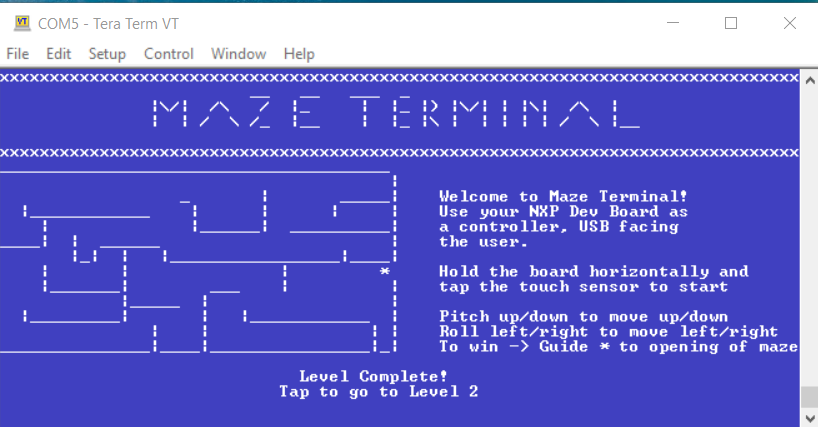 COM5 - Tera Term VT
File Edit Setup Control Window Help
xxxxxxxxxxxxxxxxxxxxxxxxxxxxxxxxxxxxxxxxxxxxxxxxxxxxxxxxxxxxxxxxxxxxxxxxxxxxxxxx
MAZE TERMINAL
xxxxxxxxxxxxxxxxxxxxxxxxxxxxxxxxxxxxxxxxxxxxxxxxxxxxxxxxxxxxxxxxxxxxxxxxxxxxxxxx
Welcome to Maze Terminal!
Use your NXP Dev Board as
a controller, USB facing
the user.
*
Hold the board horizontally and
tap the touch sensor to start
Pitch up/down to move up/down
Roll left/right to move left/right
To win -> Guide * to opening of maze
Level Complete!
Tap to go to Level 2